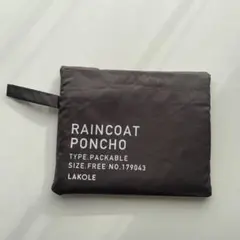 RAINCOAT
PONCHO
TYPE.PACKABLE
SIZE.FREE NO.179043
LAKOLE